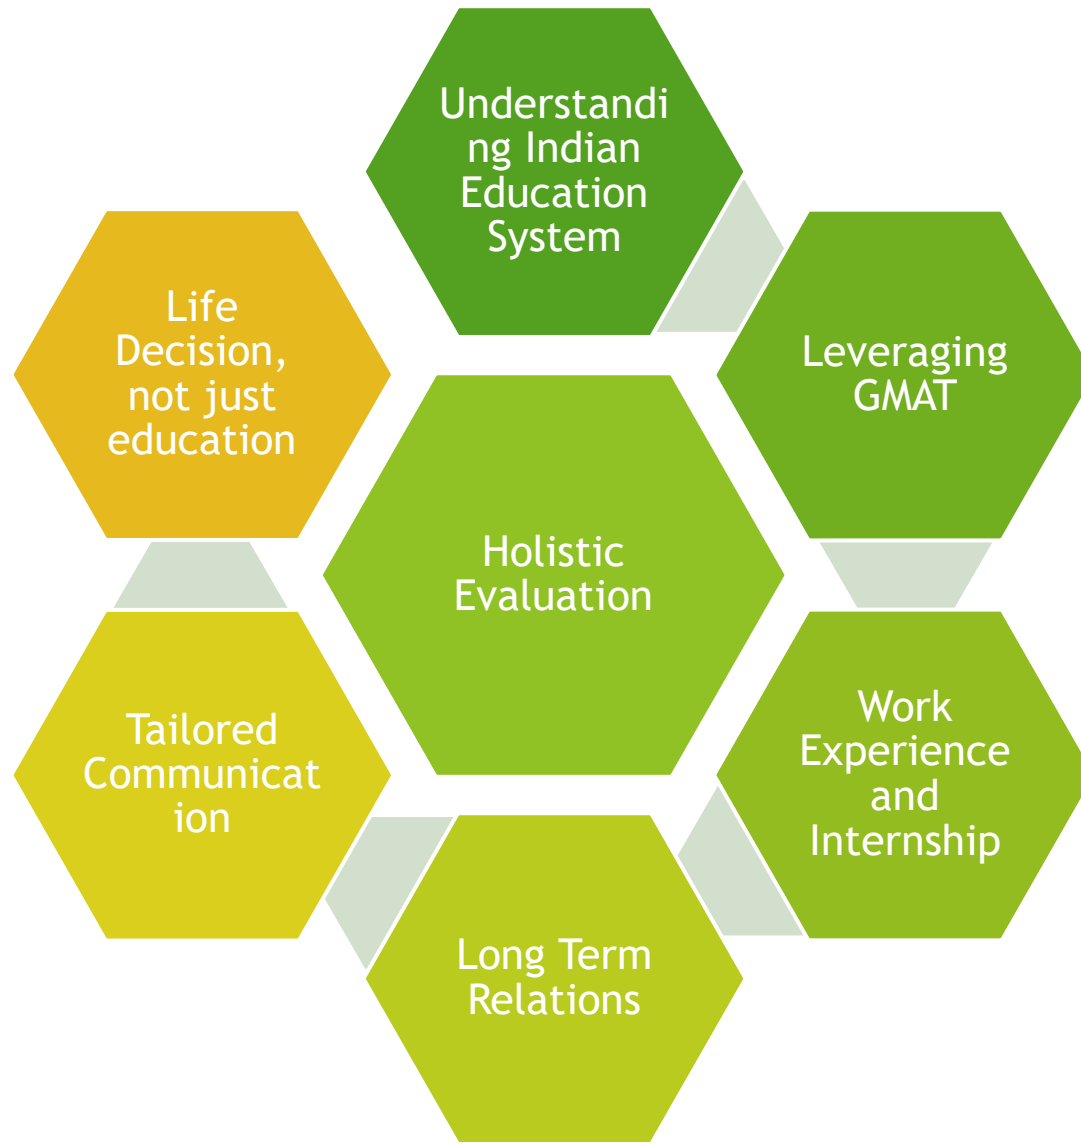 Understandi
ng Indian
Education
System
Leveraging
GMAT
Work
Experience
and
Internship
Long Term
Relations
Tailored
Communicat
ion
Life
Decision,
not just
education
Holistic
Evaluation